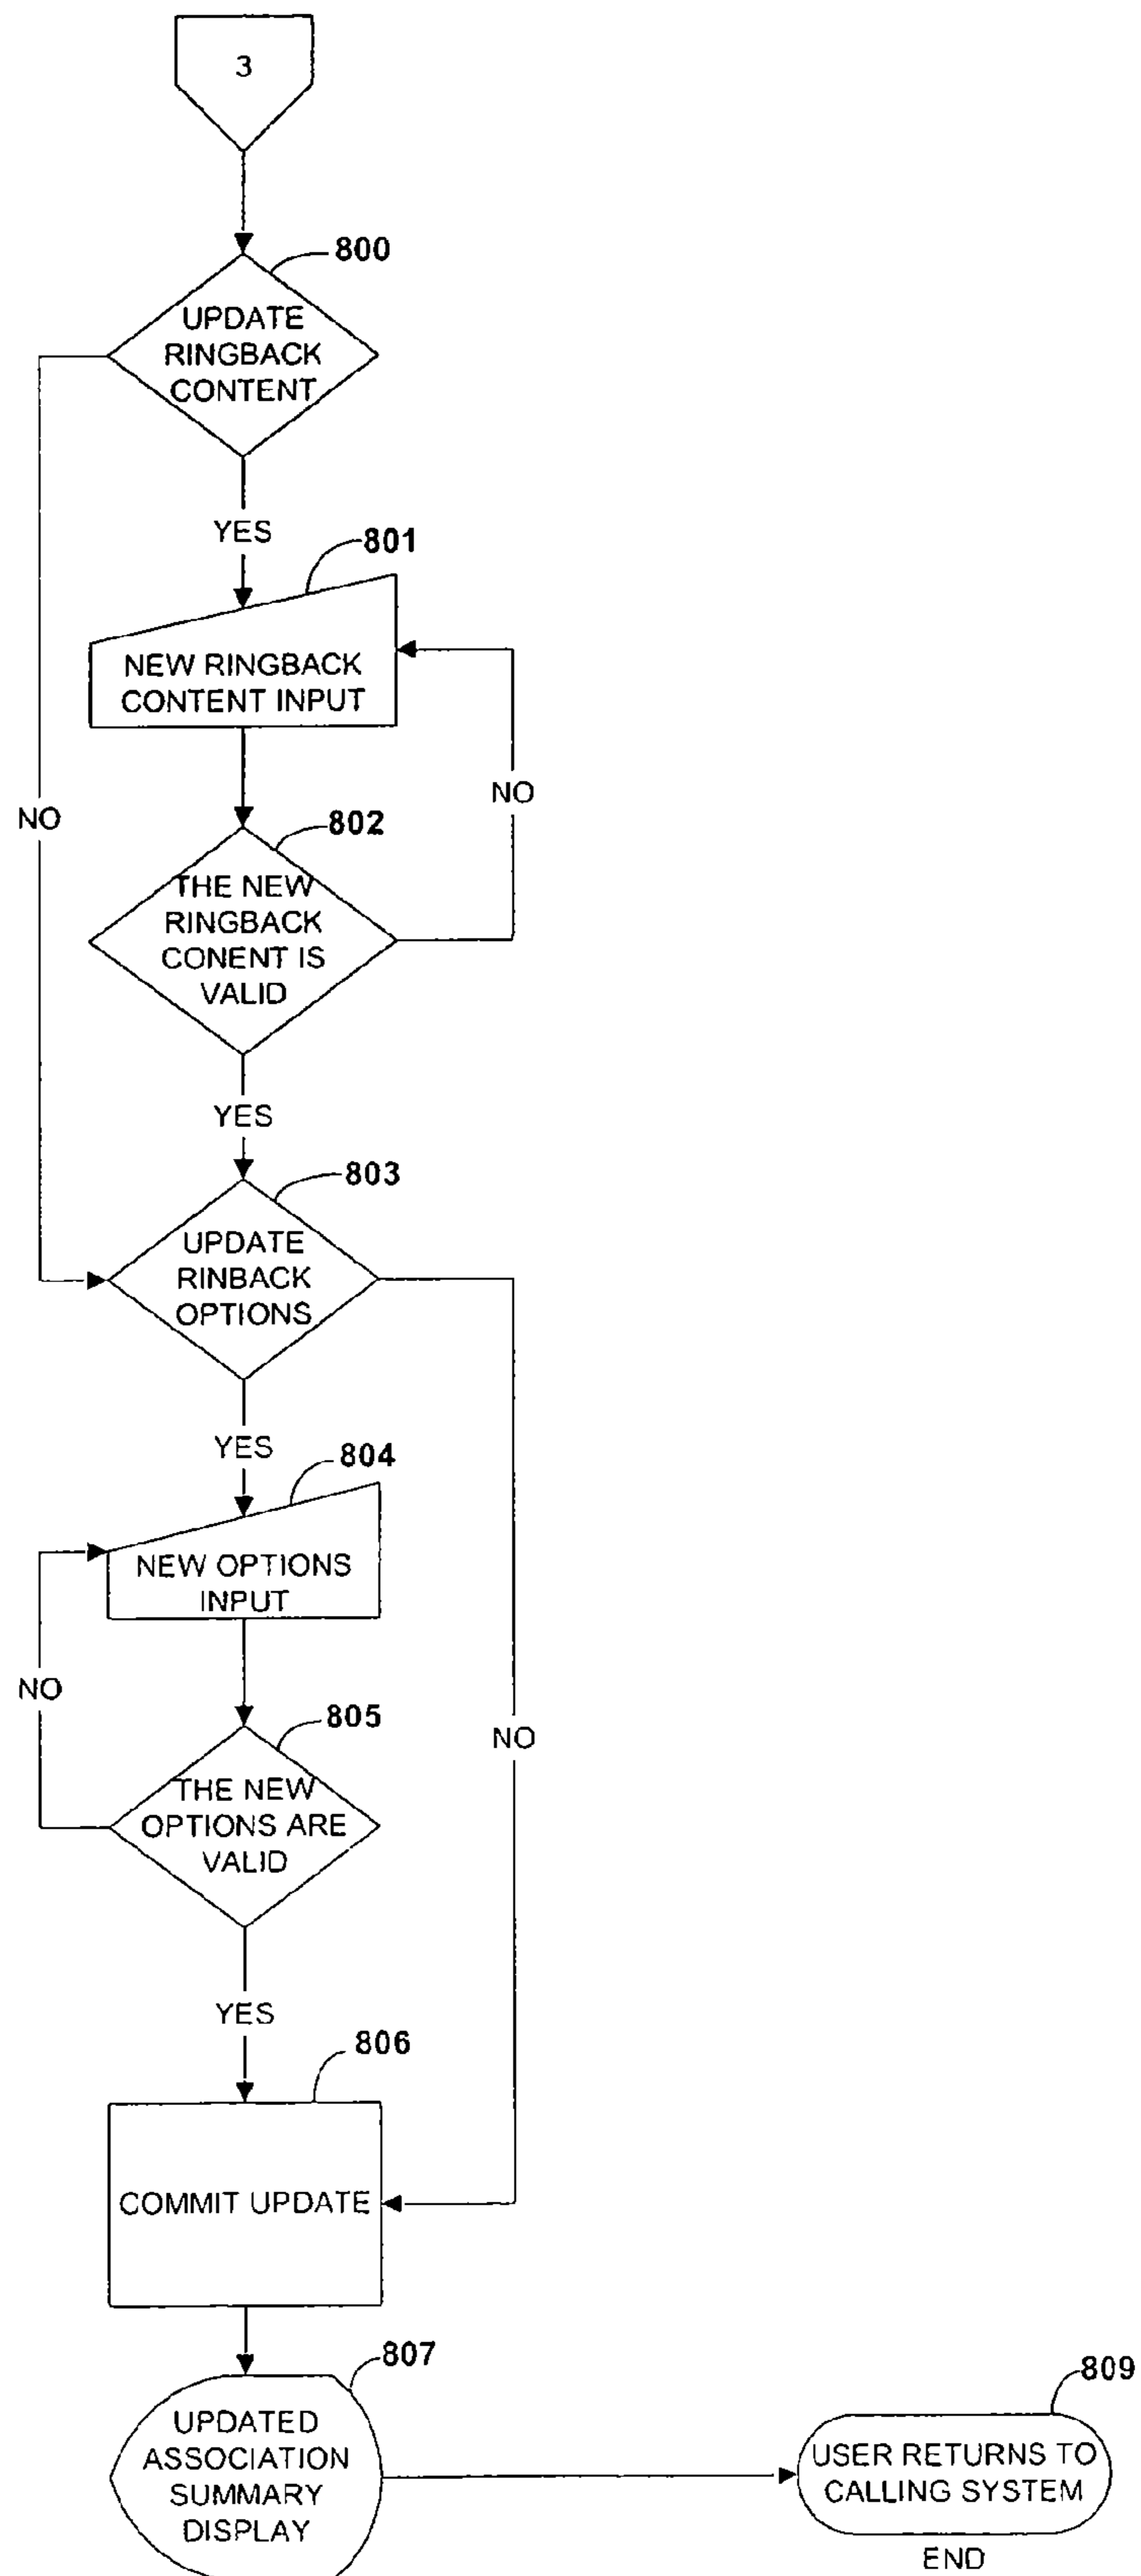 3
800
UPDATE
RINGBACK
CONTENT
YES
801
NEW RINGBACK
CONTENT INPUT
NO
NO
802
THE NEW
RINGBACK
CONENT IS
VALID
YES
803
UPDATE
RINBACK
OPTIONS
YES
804
NEW OPTIONS
INPUT
NO
805
NO
THE NEW
OPTIONS ARE
VALID
YES
806
COMMIT UPDATE
807
809
UPDATED
ASSOCIATION
SUMMARY
DISPLAY
USER RETURNS TO
CALLING SYSTEM
END